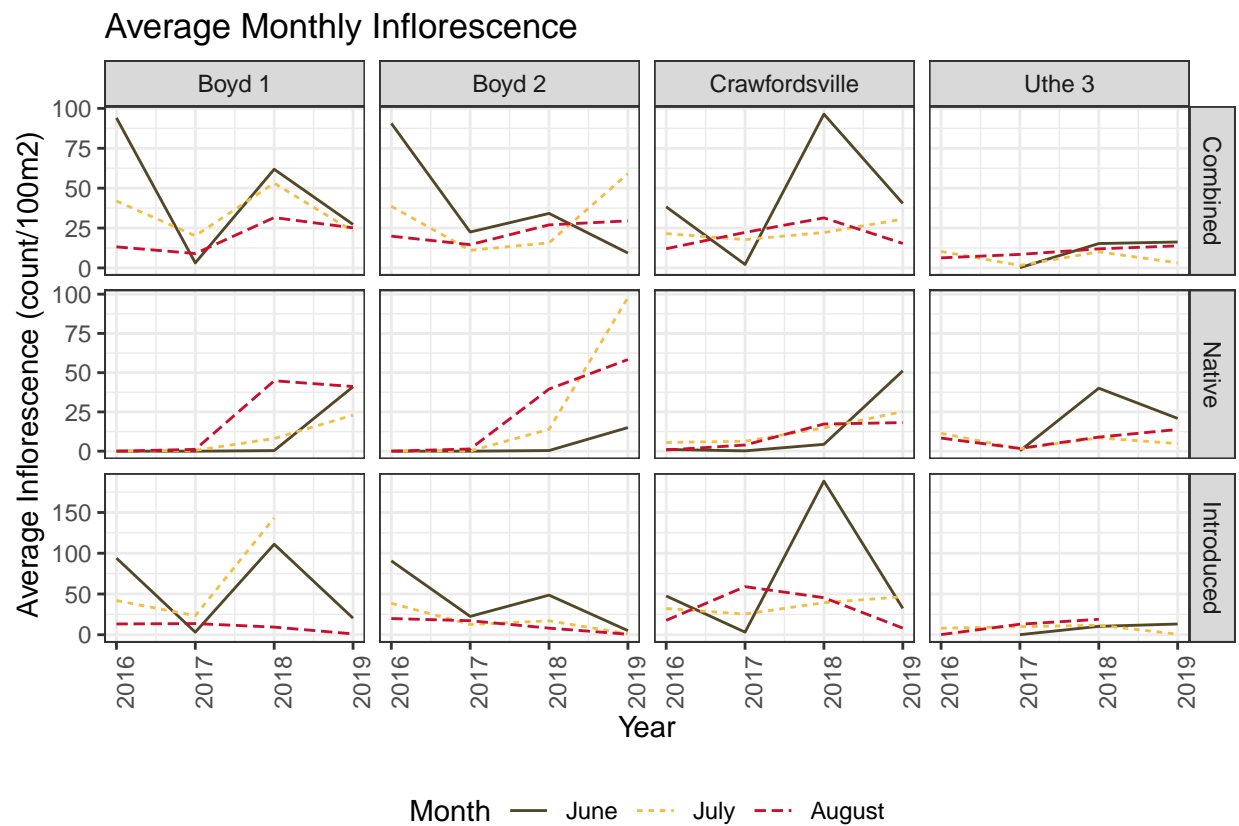 Average Monthly Inflorescence
Boyd 1 Boyd 2 Crawfordsville Uthe 3
Average Inflorescence (count/100m2)
100
75
50
25
0
Combined
100
75
50
25
0
Native
150
100
50
0
Introduced
2016 2017 2018 2019 2016 2017 2018 2019 2016 2017 2018 2019 2016 2017 2018 2019
Year
Month June July August